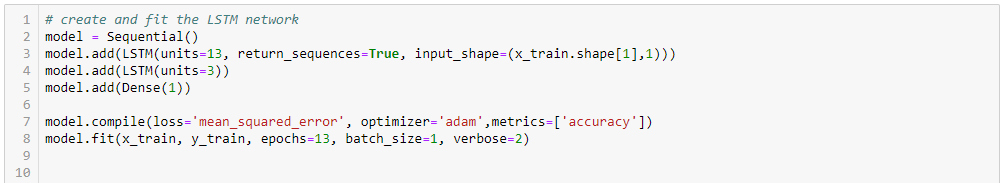 1 # create and fit the LSTM network
2 model = Sequential()
3 model.add(LSTM(units=13, return_sequences=True, input_shape=(x_train.shape[1],1)))
4 model.add(LSTM(units=3))
5 model.add(Dense(1))
6
7 model.compile(loss='mean_squared_error', optimizer='adam',metrics=['accuracy'])
8 model.fit(x_train, y_train, epochs=13, batch_size=1, verbose=2)
9
10